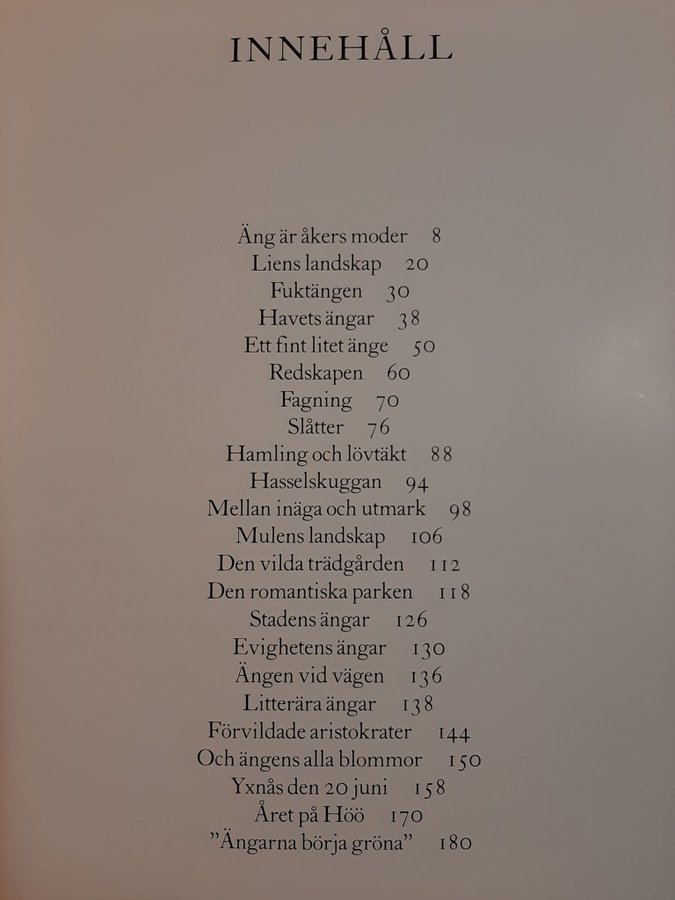 INNEHÅLL
Äng är åkers moder 8
Liens landskap 20
Fuktängen 30
Havets ängar 38
Ett fint litet änge 50
Redskapen 60
Fagning 70
Slåtter 76
Hamling och lövtäkt 88
Hasselskuggan 94
Mellan inäga och utmark 98
Mulens landskap 106
Den vilda trädgården 112
Den romantiska parken 118
Stadens ängar 126
Evighetens ängar 130
Ängen vid vägen 136
Litterära ängar 138
Förvildade aristokrater 144
Och ängens alla blommor 150
Yxnås den 20 juni 158
Året på Höö 170
”Ängarna börja gröna” 180